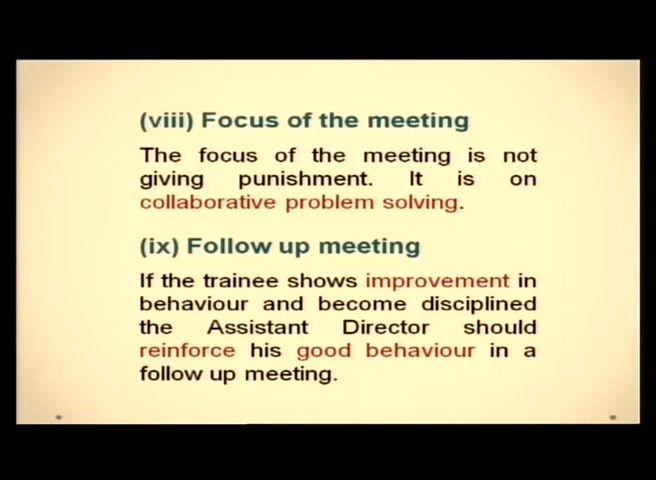 (viii) Focus of the meeting
The focus of the meeting is not
giving punishment. It is on
collaborative problem solving.
(ix) Follow up meeting
If the trainee shows improvement in
behaviour and become disciplined
the Assistant Director should
reinforce his good behaviour in a
follow up meeting.